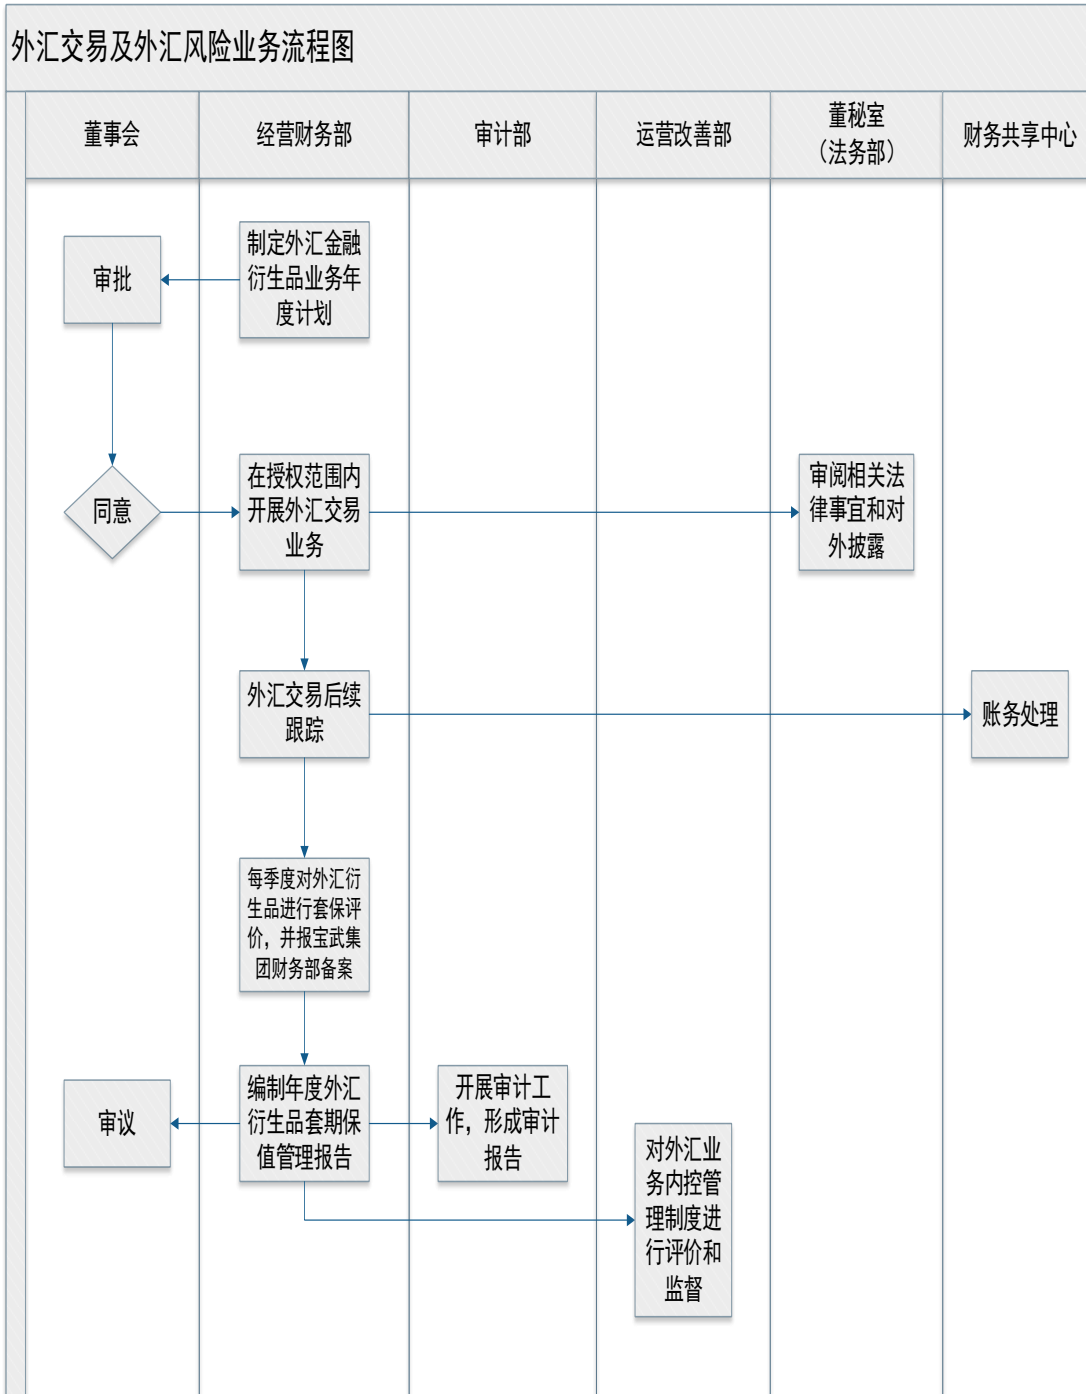 外汇交易及外汇风险业务流程图
董事会
经营财务部
审计部
运营改善部
董秘室
（法务部）
财务共享中心
审批
制定外汇金融
衍生品业务年
度计划
同意
在授权范围内
开展外汇交易
业务
审阅相关法
律事宜和对
外披露
外汇交易后续
跟踪
账务处理
每季度对外汇衍
生品进行套保评
价，并报宝武集
团财务部备案
审议
编制年度外汇
衍生品套期保
值管理报告
开展审计工
作，形成审计
报告
对外汇业
务内控管
理制度进
行评价和
监督